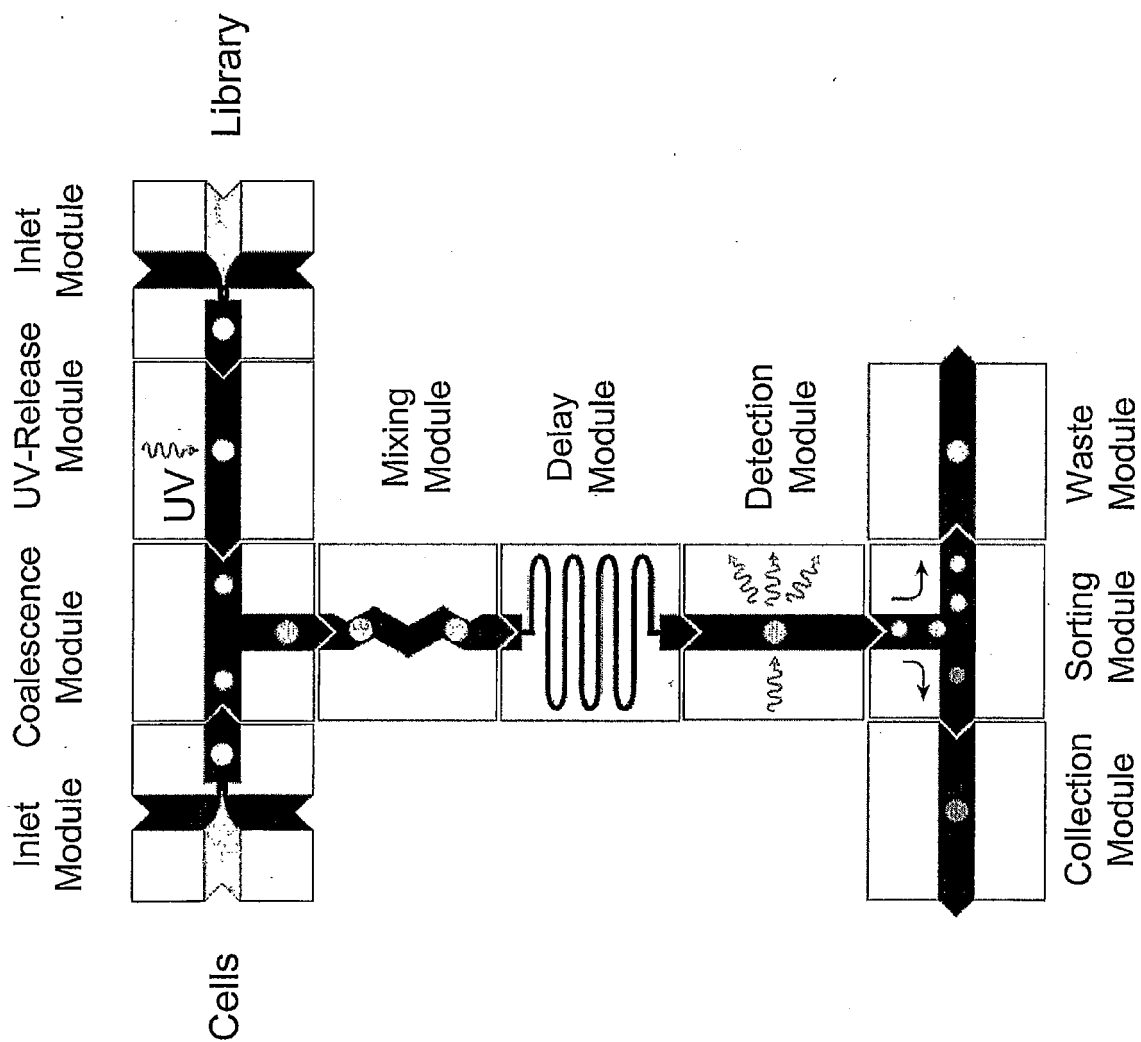 Cells
Inlet
Module
Coalescence
Module
UV-Release
Module
Inlet
Module
Library
UV
Mixing
Module
Delay
Module
Detection
Module
Collection
Module
Sorting
Module
Waste
Module